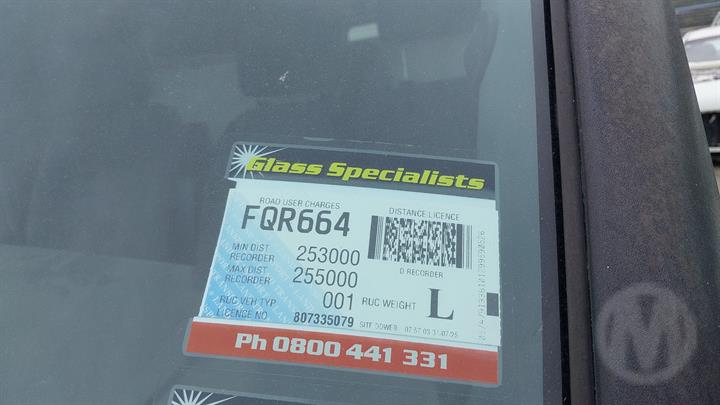 Glass Specialists
ROAD USER CHARGES
DISTANCE LICENCE
FQR664
MIN DIST RECORDER 253000
MAX DIST RECORDER 255000
O RECORDER
RUC VEH TYP 001 RUC WEIGHT L
LICENCE NO 807335079
Ph 0800 441 331
M